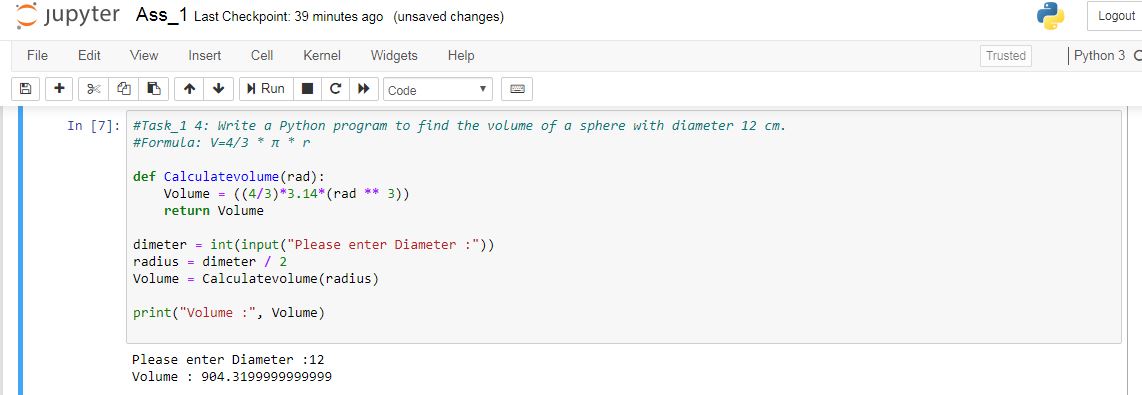 jupyter Ass_1 Last Checkpoint: 39 minutes ago (unsaved changes) Logout
File Edit View Insert Cell Kernel Widgets Help Trusted Python 3
Run Code
In [7]: #Task_1 4: Write a Python program to find the volume of a sphere with diameter 12 cm.
#Formula: V=4/3 * π * r
def Calculatevolume(rad):
    Volume = ((4/3)*3.14*(rad ** 3))
    return Volume
dimeter = int(input("Please enter Diameter :"))
radius = dimeter / 2
Volume = Calculatevolume(radius)
print("Volume :", Volume)
Please enter Diameter :12
Volume : 904.3199999999999